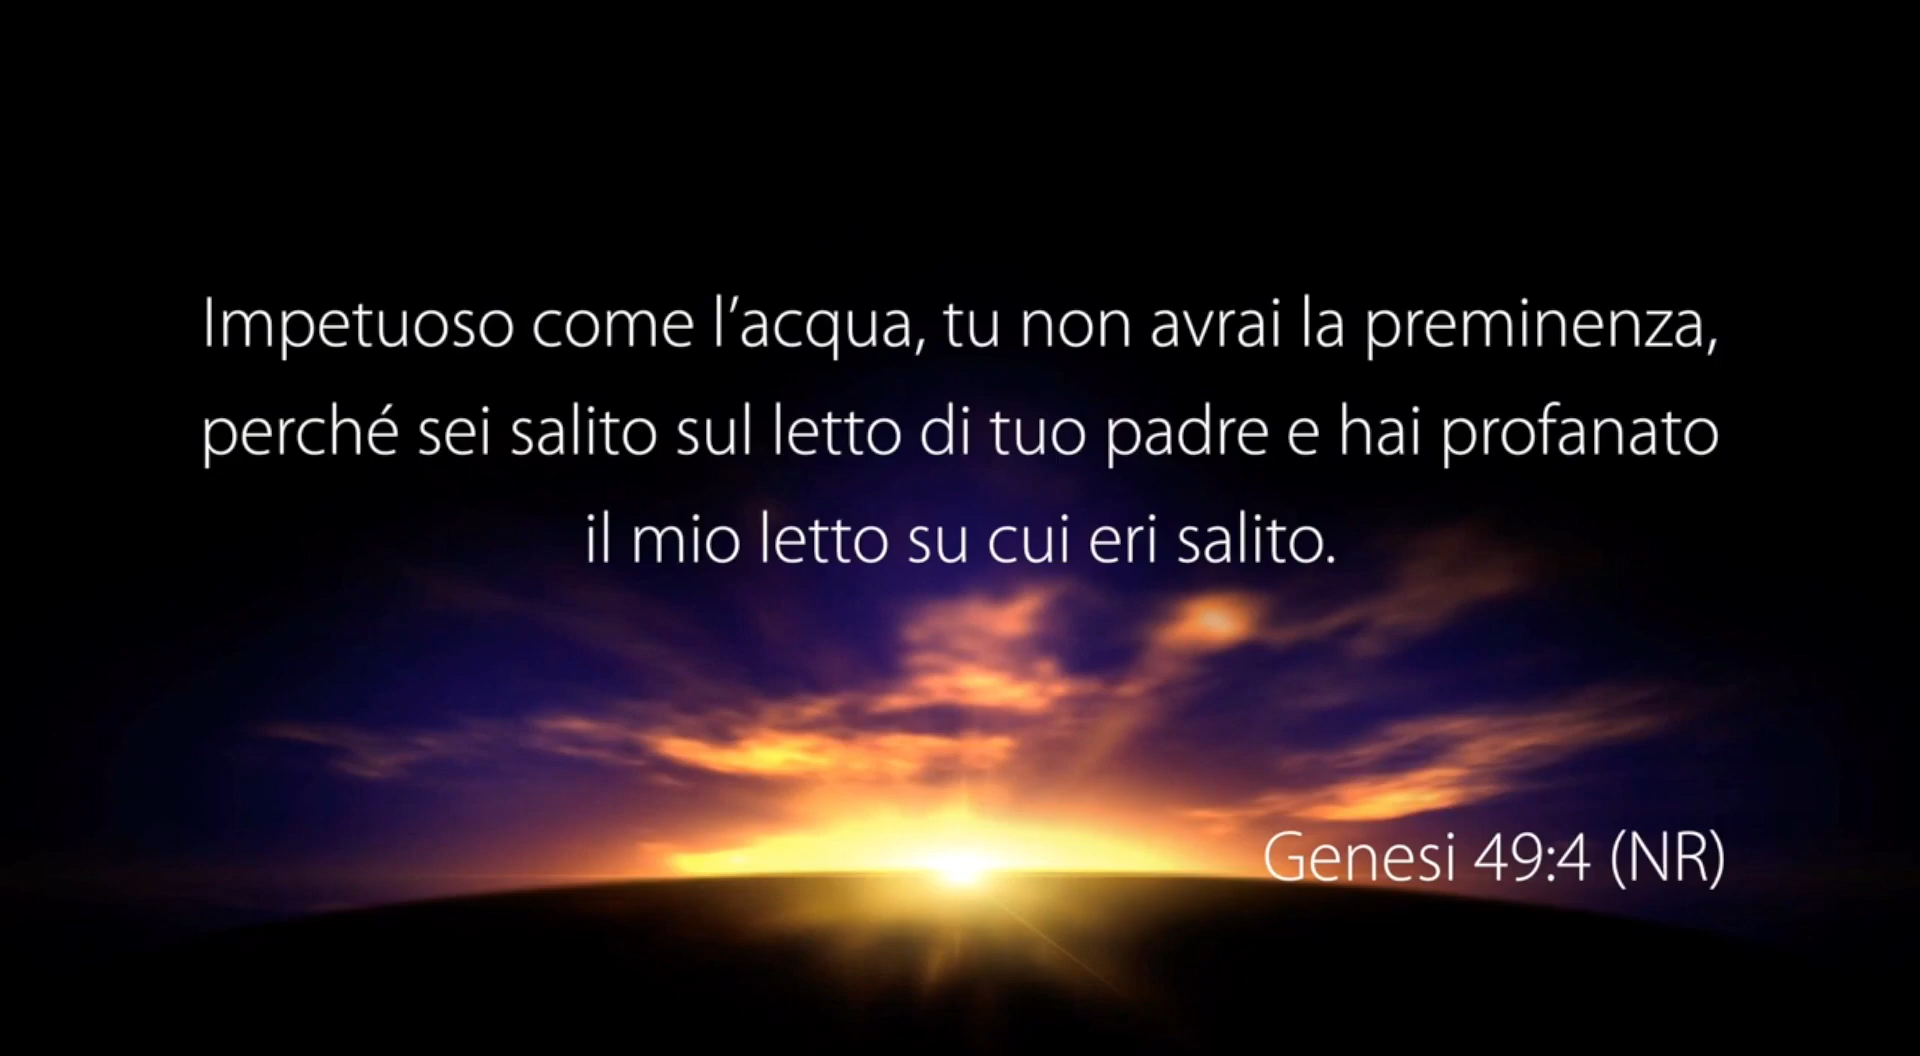 Impetuoso come l’acqua, tu non avrai la preminenza,
perché sei salito sul letto di tuo padre e hai profanato
il mio letto su cui eri salito.
Genesi 49:4 (NR)